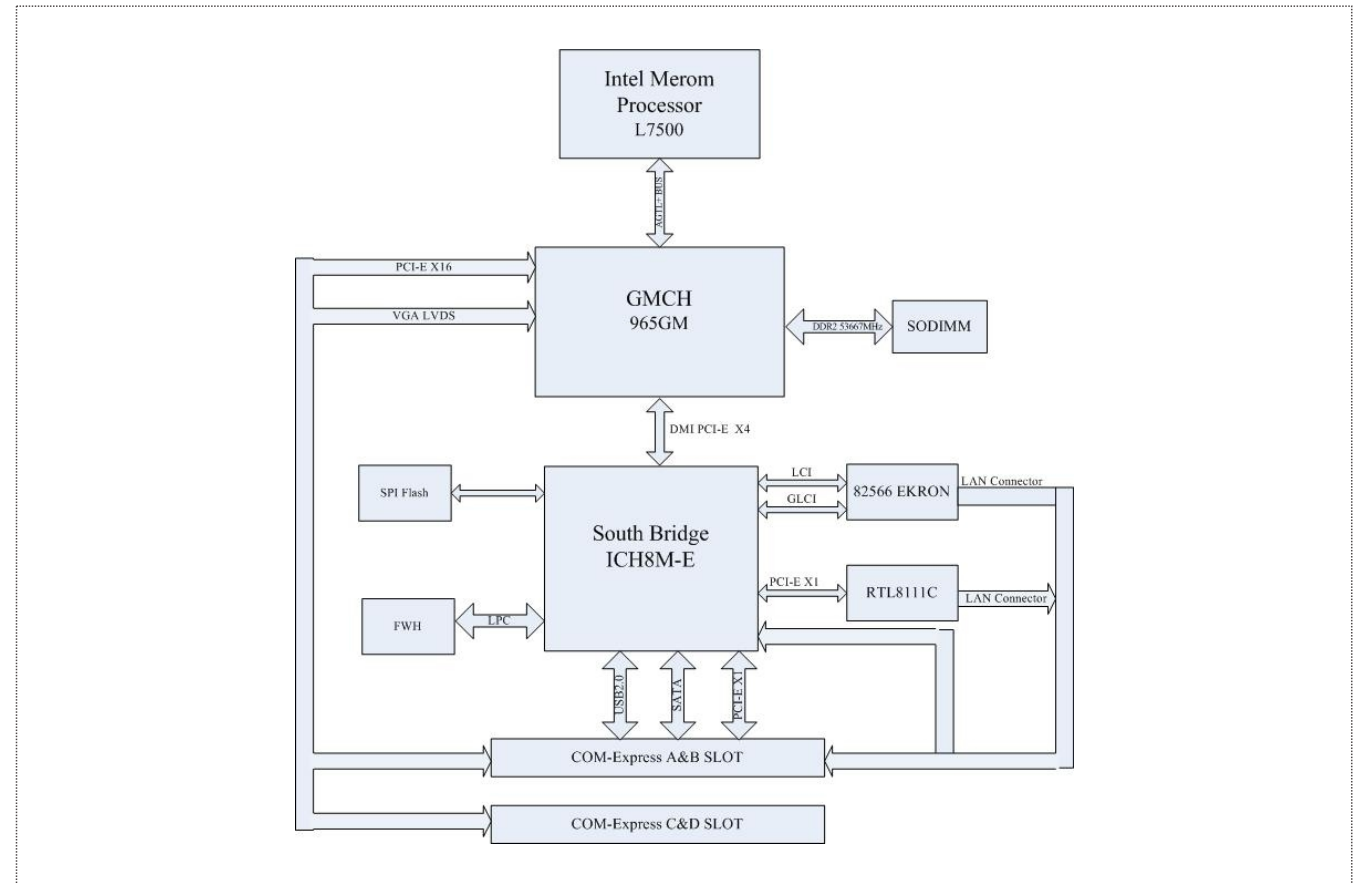 Intel Merom
Processor
L7500
AGTL+ BUS
PCI-E X16
VGA LVDS
GMCH
965GM
DDR2 53667MHz
SODIMM
DMI PCI-E X4
SPI Flash
South Bridge
ICH8M-E
LCI
GLCI
82566 EKRON
LAN Connector
PCI-E X1
RTL8111C
LAN Connector
FWH
LPC
USB2.0
SATA
PCI-E X1
COM-Express A&B SLOT
COM-Express C&D SLOT